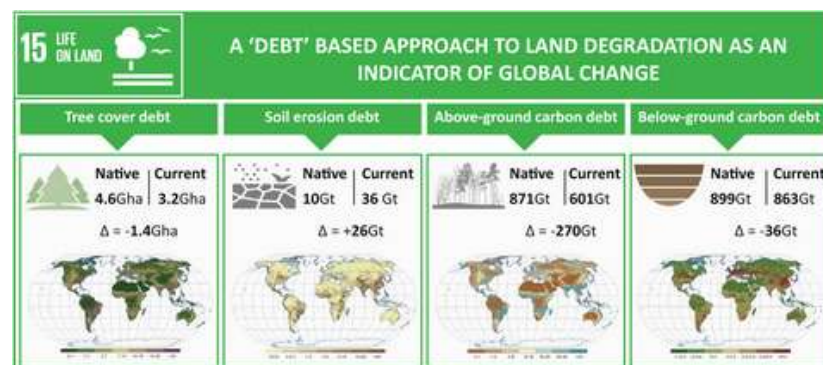 15 LIFE
ON LAND
A ‘DEBT’ BASED APPROACH TO LAND DEGRADATION AS AN
INDICATOR OF GLOBAL CHANGE
Tree cover debt
Native | Current
4.6Gha | 3.2Gha
Δ = -1.4Gha
Soil erosion debt
Native | Current
10Gt | 36 Gt
Δ = +26Gt
Above-ground carbon debt
Native | Current
871Gt | 601Gt
Δ = -270Gt
Below-ground carbon debt
Native | Current
899Gt | 863Gt
Δ = -36Gt